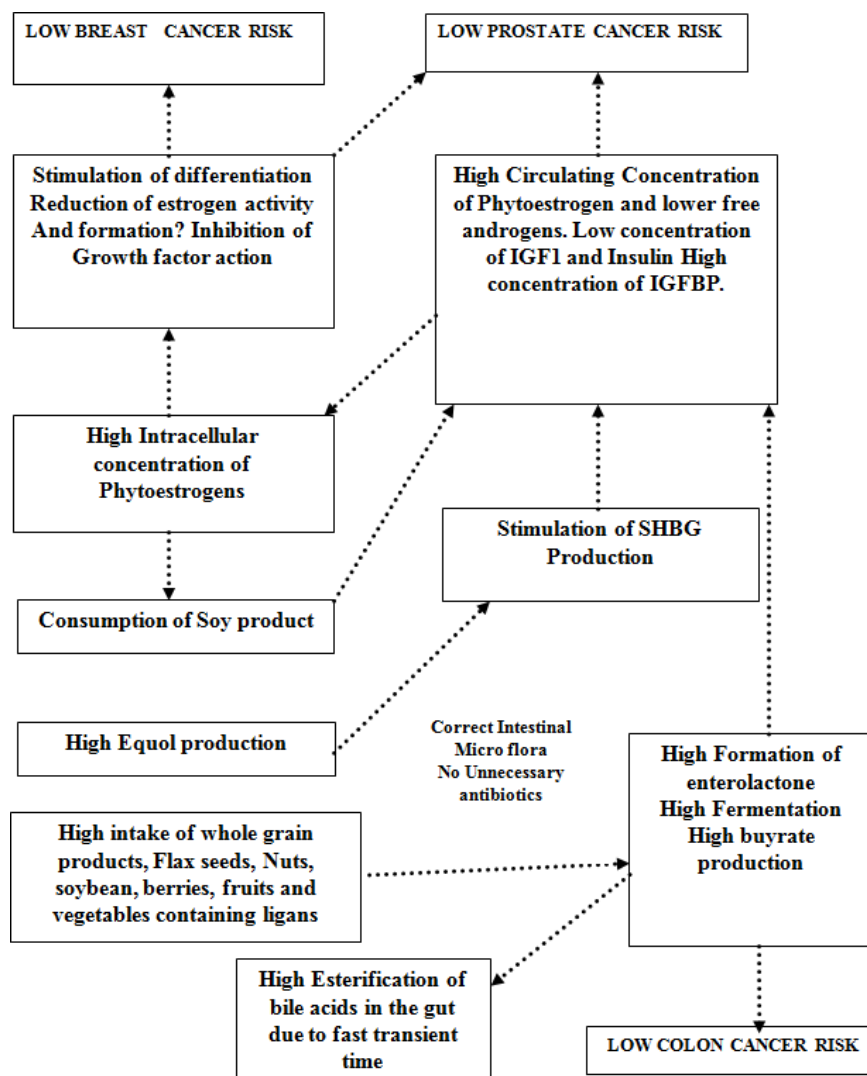 LOW BREAST CANCER RISK
LOW PROSTATE CANCER RISK
Stimulation of differentiation
Reduction of estrogen activity
And formation? Inhibition of
Growth factor action
High Circulating Concentration
of Phytoestrogen and lower free
androgens. Low concentration
of IGF1 and Insulin High
concentration of IGFBP.
High Intracellular
concentration of
Phytoestrogens
Stimulation of SHBG
Production
Consumption of Soy product
High Equol production
Correct Intestinal
Micro flora
No Unnecessary
antibiotics
High Formation of
enterolactone
High Fermentation
High buyrate
production
High intake of whole grain
products, Flax seeds, Nuts,
soybean, berries, fruits and
vegetables containing ligans
High Esterification of
bile acids in the gut
due to fast transient
time
LOW COLON CANCER RISK